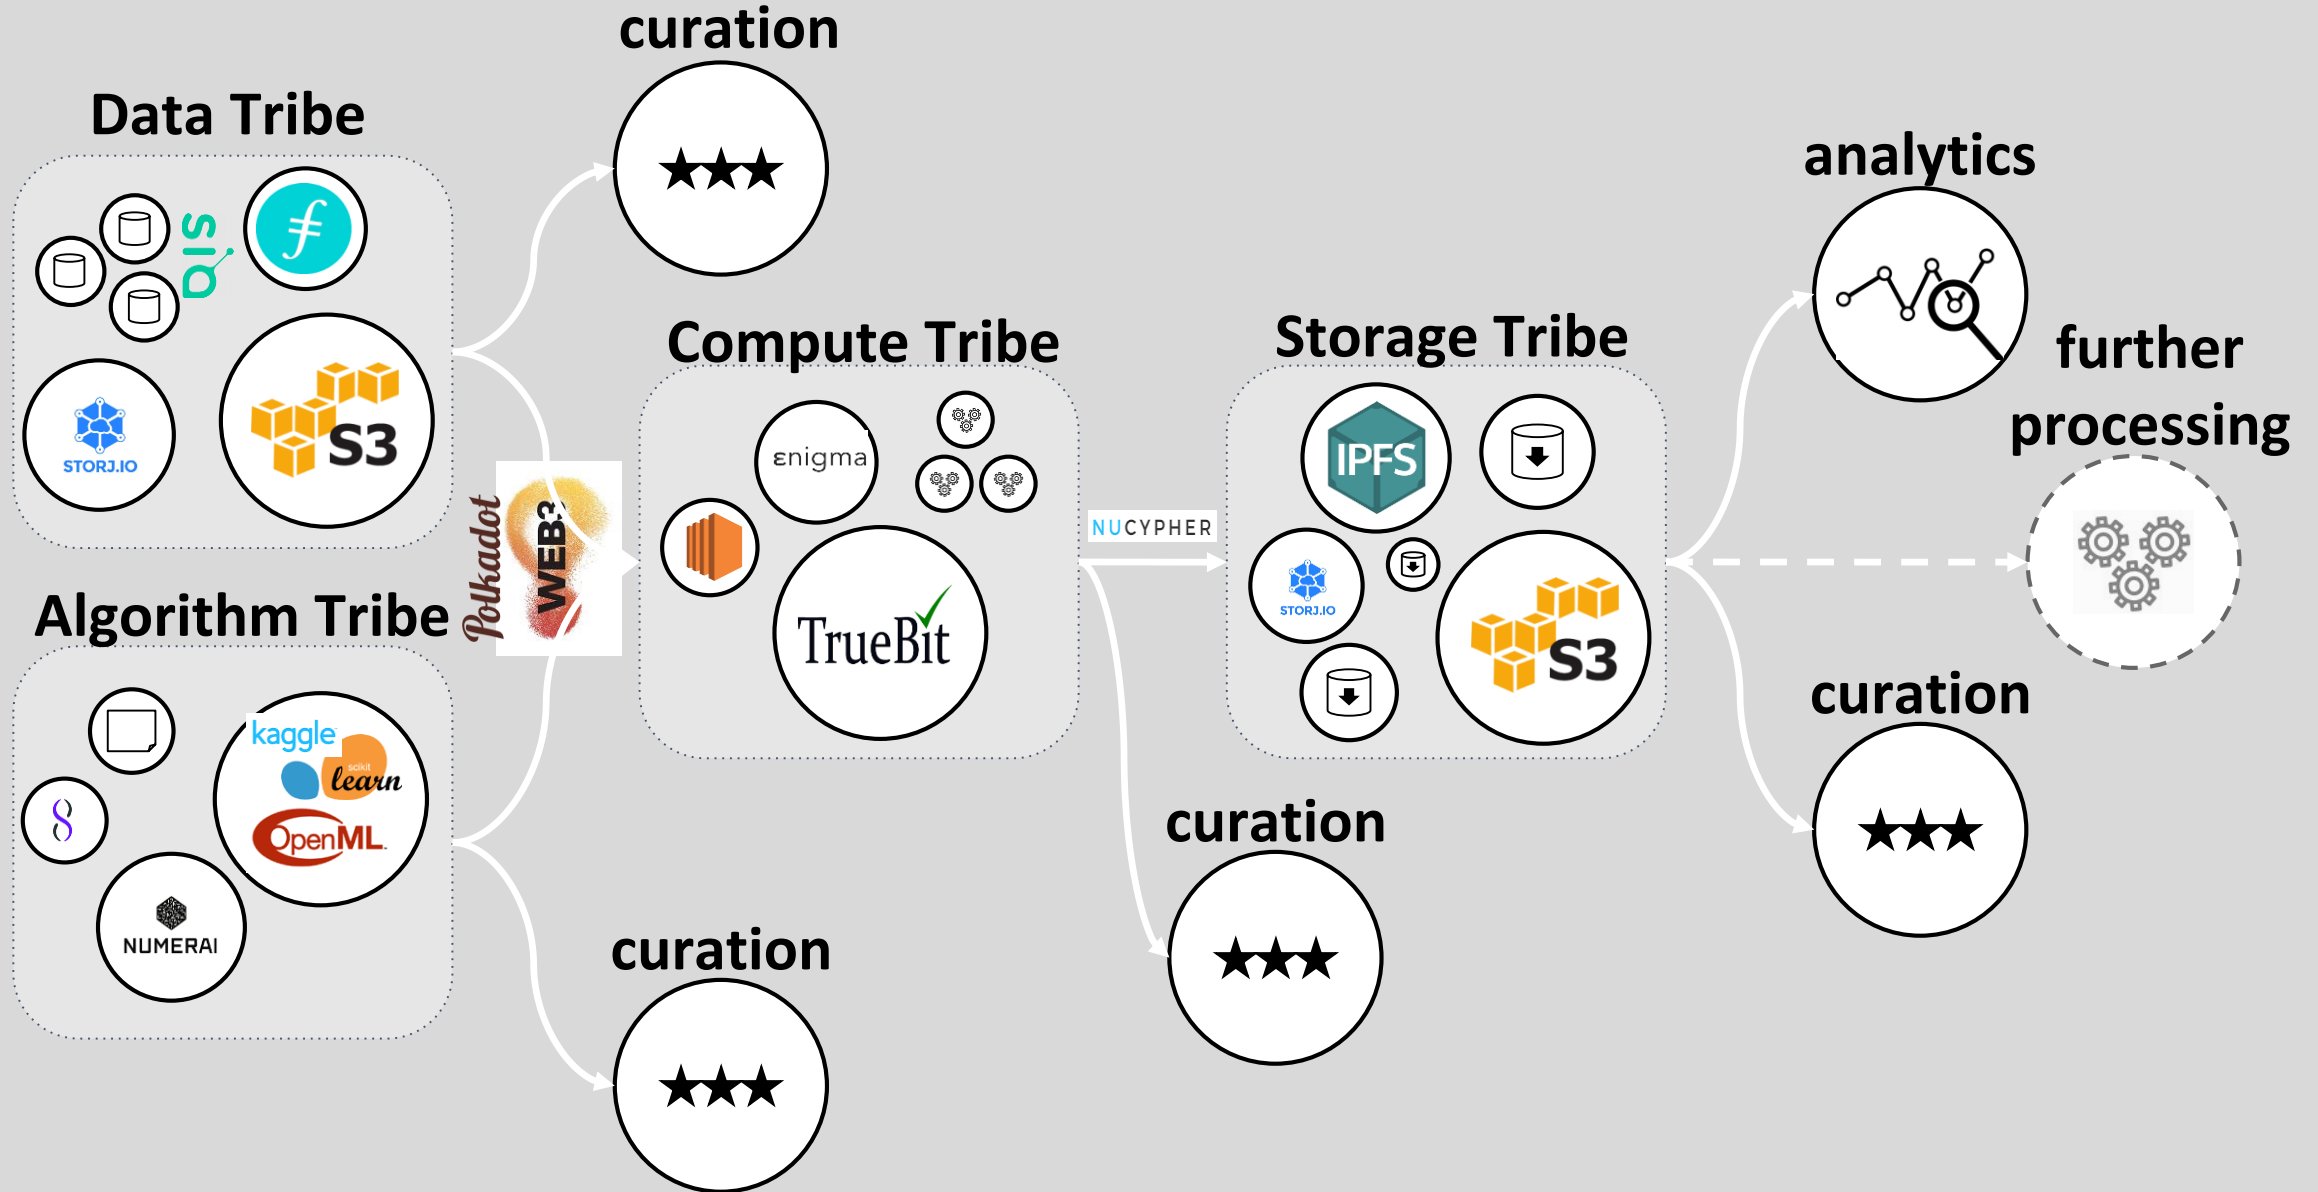 curation
Data Tribe
SIA
STORJ.IO
S3
Algorithm Tribe
kaggle
scikit
learn
OpenML
NUMERAI
curation
Polkadot
WEB3
Compute Tribe
εnigma
TrueBit
NUCYPHER
curation
Storage Tribe
IPFS
STORJ.IO
S3
analytics
further
processing
curation